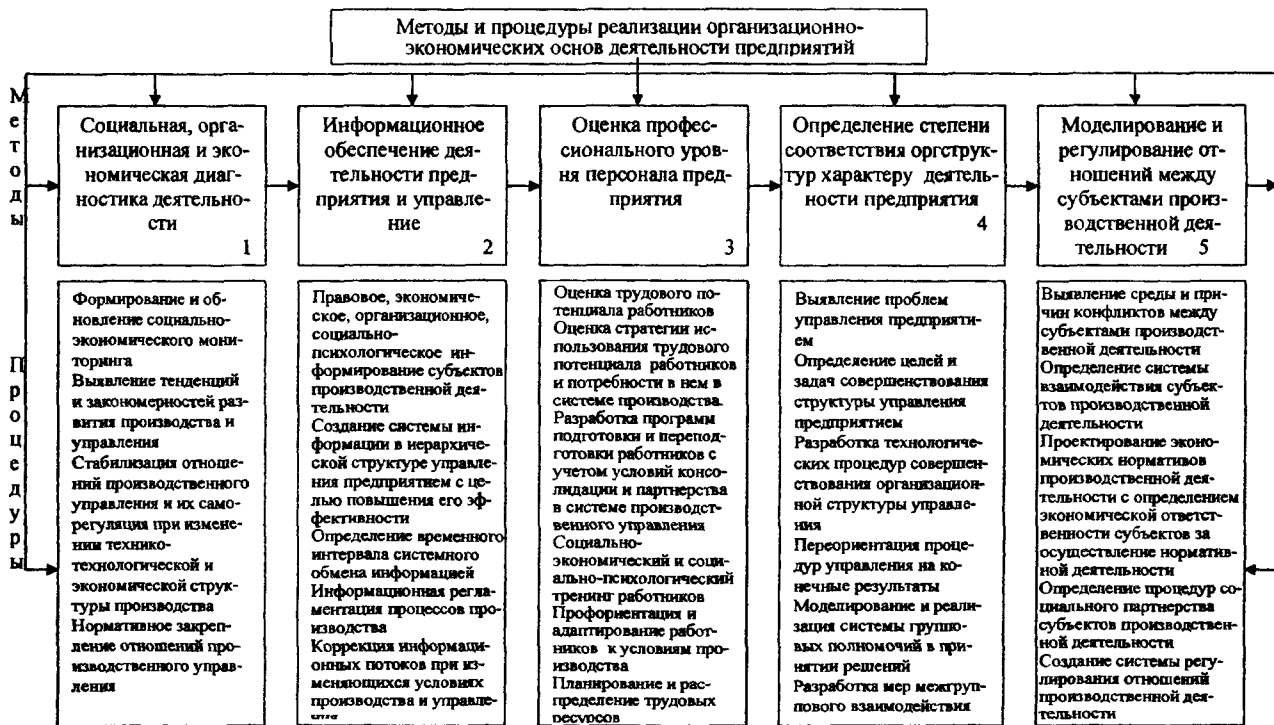 Методы и процедуры реализации организационно-
экономических основ деятельности предприятий
Методы
Социальная, орга-
низационная и эко-
номическая диаг-
ностика деятельно-
сти
1
Информационное
обеспечение дея-
тельности пред-
приятия и управле-
ние
2
Оценка профес-
сионального уров-
ня персонала пред-
приятия
3
Определение степени
соответствия оргструк-
тур характеру деятель-
ности предприятия
4
Моделирование и
регулирование от-
ношений между
субъектами произ-
водственной дея-
тельности 5
Процедуры
Формирование и об-
новление социально-
экономического мони-
торинга
Выявление тенденций
и закономерностей раз-
вития производства и
управления
Стабилизация отноше-
ний производственного
управления и их само-
регуляция при измене-
нии технико-
технологической и
экономической струк-
туры производства
Нормативное закреп-
ление отношений про-
изводственного управ-
ления
Правовое, экономиче-
ское, организационное,
социально-
психологическое ин-
формирование субъектов
производственной дея-
тельности
Создание системы ин-
формации в иерархиче-
ской структуре управле-
ния предприятием с це-
лью повышения его эф-
фективности
Определение временного
интервала системного
обмена информацией
Информационная регла-
ментация процессов про-
изводства
Коррекция информаци-
онных потоков при из-
меняющихся условиях
производства и управле-
ния
Оценка трудового по-
тенциала работников
Оценка стратегии ис-
пользования трудового
потенциала работников
и потребности в нем в
системе производства.
Разработка программ
подготовки и перепод-
готовки работников с
учетом условий консо-
лидации и партнерства
в системе производст-
венного управления
Социально-
экономический и соци-
ально-психологический
тренинг работников
Профориентация и
адаптирование работ-
ников к условиям про-
изводства
Планирование и рас-
пределение трудовых
ресурсов
Выявление проблем
управления предприяти-
ем
Определение целей и
задач совершенствования
структуры управления
предприятием
Разработка технологиче-
ских процедур совершен-
ствования организацион-
ной структуры управле-
ния
Переориентация проце-
дур управления на ко-
нечные результаты
Моделирование и реали-
зация системы группо-
вых полномочий в при-
нятии решений
Разработка мер межгруп-
пового взаимодействия
Выявление среды и при-
чин конфликтов между
субъектами производст-
венной деятельности
Определение системы
взаимодействия субъек-
тов производственной
деятельности
Проектирование эконо-
мических нормативов
производственной дея-
тельности с определением
экономической ответст-
венности субъектов за
осуществление норматив-
ной деятельности
Определение процедур со-
циального партнерства
субъектов производствен-
ной деятельности
Создание системы регу-
лирования отношений
производственной дея-
тельности